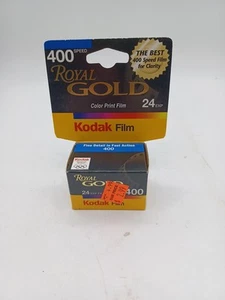 400 SPEED
ROYAL
GOLD
THE BEST
400 Speed Film
for Clarity
Color Print Film
24 EXP
Kodak Film
Fine Detail in Fast Action
400
ROYAL
GOLD
24 EXP
400
Kodak Film